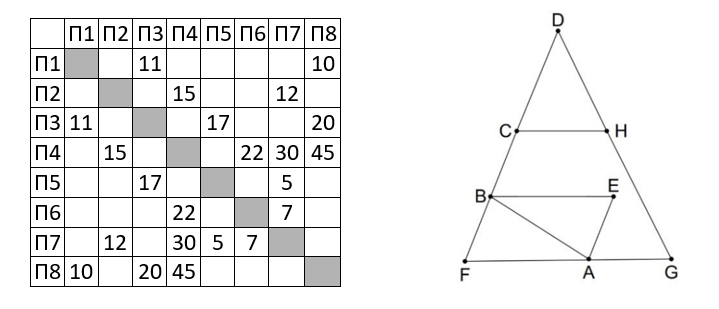 П1 П2 П3 П4 П5 П6 П7 П8
П1 11 10
П2 15 12
П3 11 17 20
П4 15 22 30 45
П5 17 5
П6 22 7
П7 12 30 5 7
П8 10 20 45
D
C H
B E
F A G